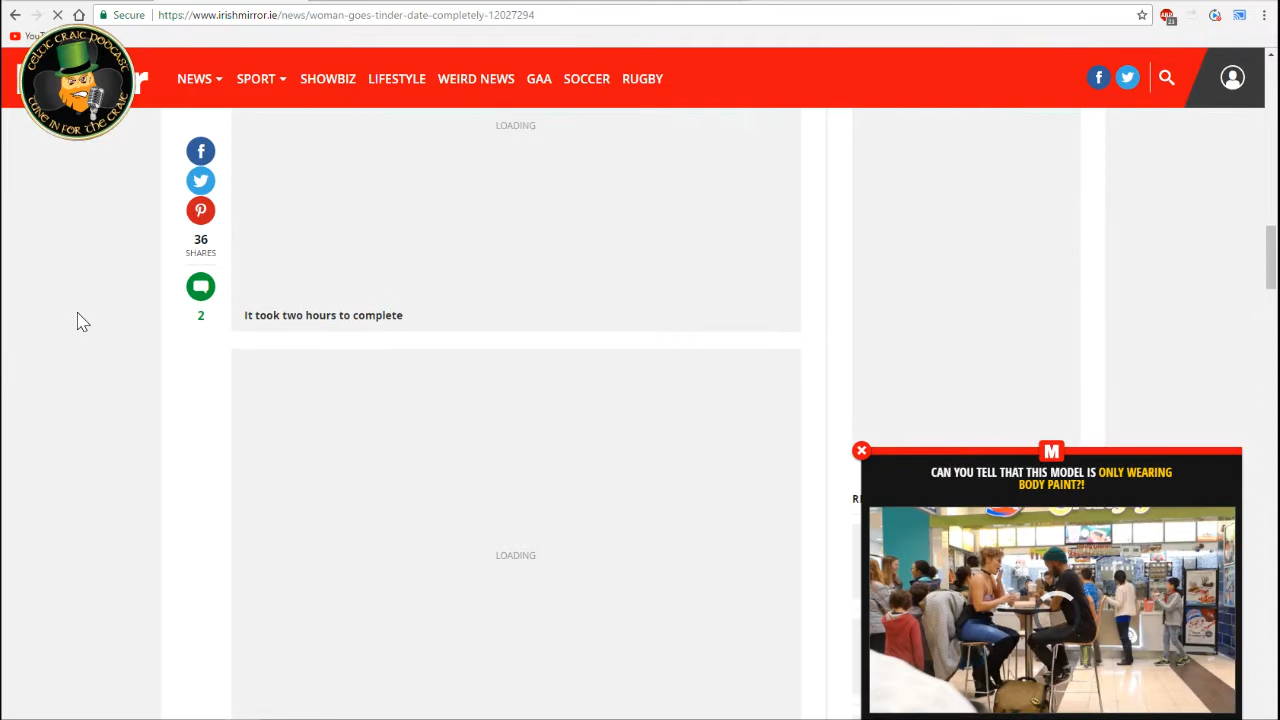 Secure
https://www.irishmirror.ie/news/woman-goes-tinder-date-completely-12027294
21
YouT
CELTIC CRAIC PODCAST
TUNE IN FOR THE CRAIC
NEWS SPORT SHOWBIZ LIFESTYLE WEIRD NEWS GAA SOCCER RUGBY
LOADING
36
SHARES
2
It took two hours to complete
LOADING
M
CAN YOU TELL THAT THIS MODEL IS ONLY WEARING
BODY PAINT?!